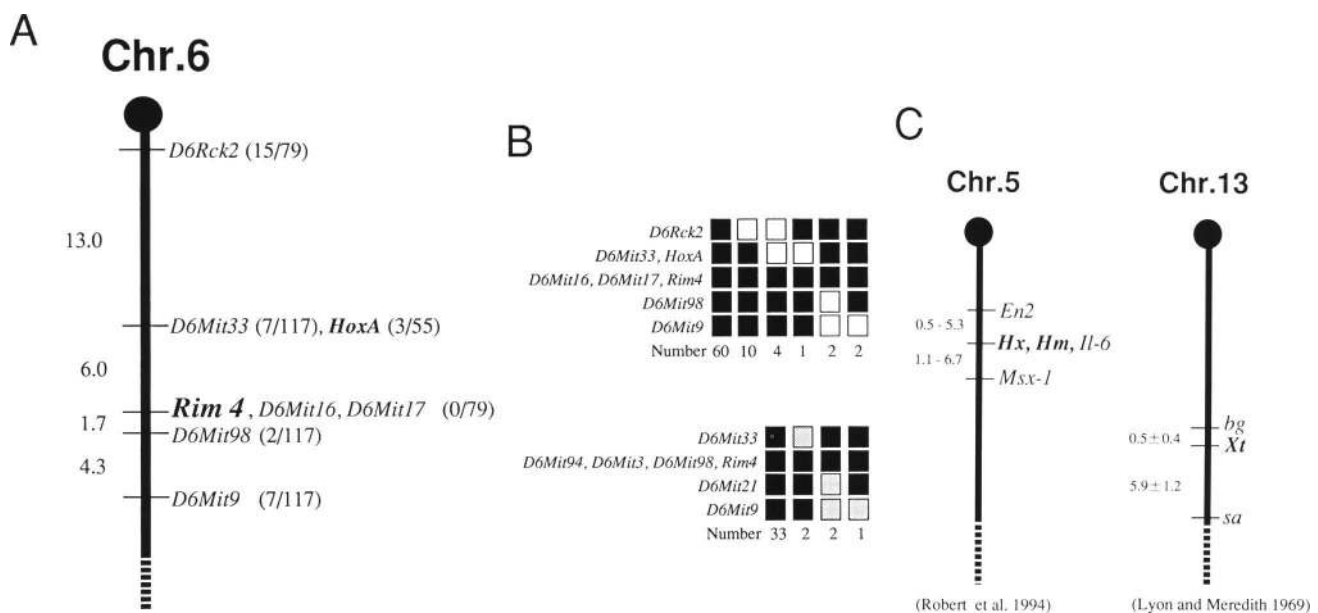 A
Chr.6
D6Rck2 (15/79)
13.0
D6Mit33 (7/117), HoxA (3/55)
6.0
Rim 4 , D6Mit16, D6Mit17 (0/79)
1.7
D6Mit98 (2/117)
4.3
D6Mit9 (7/117)
B
D6Rck2
D6Mit33, HoxA
D6Mit16, D6Mit17, Rim4
D6Mit98
D6Mit9
Number 60 10 4 1 2 2
D6Mit33
D6Mit94, D6Mit3, D6Mit98, Rim4
D6Mit21
D6Mit9
Number 33 2 2 1
C
Chr.5
En2
0.5 - 5.3
Hx, Hm, Il-6
1.1 - 6.7
Msx-1
(Robert et al. 1994)
Chr.13
bg
0.5±0.4
Xt
5.9±1.2
sa
(Lyon and Meredith 1969)